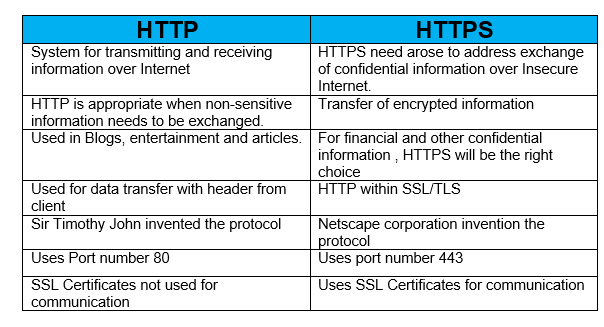 HTTP
HTTPS
System for transmitting and receiving
information over Internet
HTTPS need arose to address exchange
of confidential information over Insecure
Internet.
HTTP is appropriate when non-sensitive
information needs to be exchanged.
Transfer of encrypted information
Used in Blogs, entertainment and articles.
For financial and other confidential
information , HTTPS will be the right
choice
Used for data transfer with header from
client
HTTP within SSL/TLS
Sir Timothy John invented the protocol
Netscape corporation invention the
protocol
Uses Port number 80
Uses port number 443
SSL Certificates not used for
communication
Uses SSL Certificates for communication